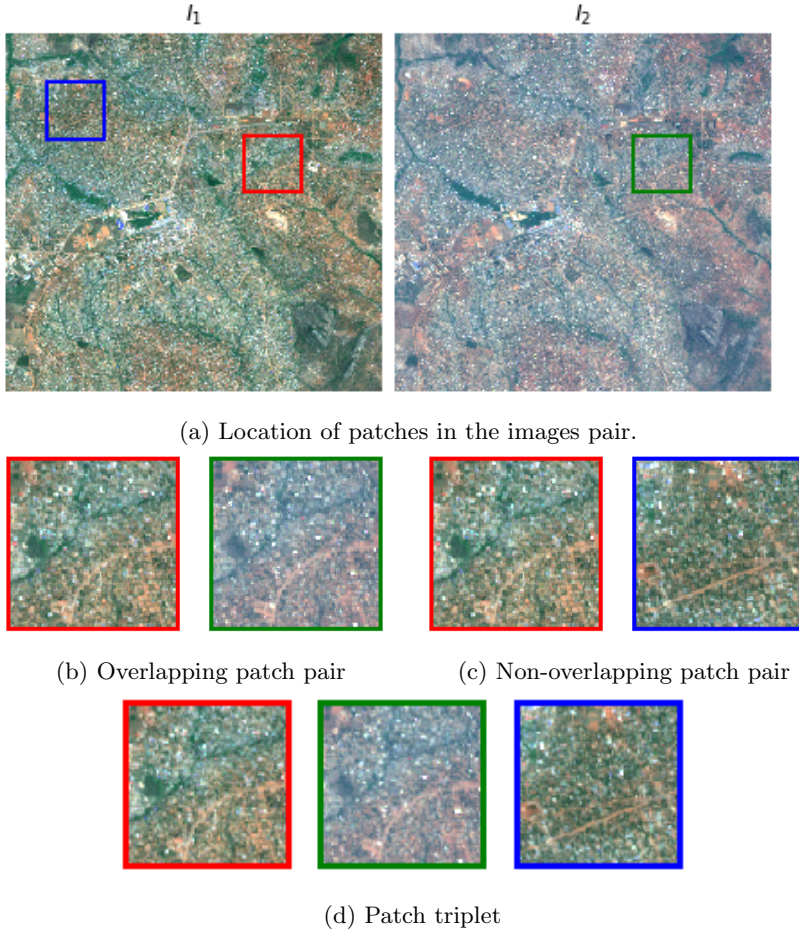 I₁
I₂
(a) Location of patches in the images pair.
(b) Overlapping patch pair
(c) Non-overlapping patch pair
(d) Patch triplet